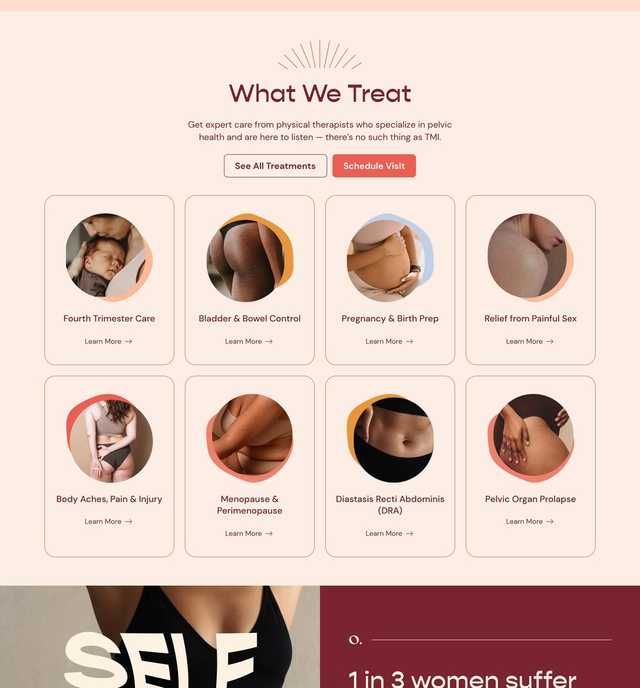 What We Treat
Get expert care from physical therapists who specialize in pelvic
health and are here to listen — there's no such thing as TMI.
See All Treatments
Schedule Visit
Fourth Trimester Care
Learn More →
Bladder & Bowel Control
Learn More →
Pregnancy & Birth Prep
Learn More →
Relief from Painful Sex
Learn More →
Body Aches, Pain & Injury
Learn More →
Menopause &
Perimenopause
Learn More →
Diastasis Recti Abdominis
(DRA)
Learn More →
Pelvic Organ Prolapse
Learn More →
SELF
O.
1 in 3 women suffer